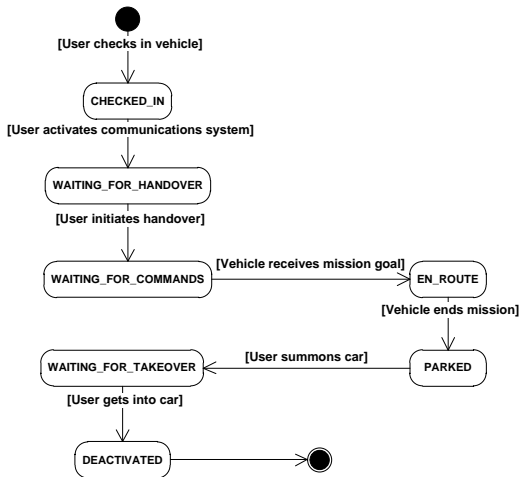 [User checks in vehicle]
CHECKED_IN
[User activates communications system]
WAITING_FOR_HANDOVER
[User initiates handover]
WAITING_FOR_COMMANDS
[Vehicle receives mission goal]
EN_ROUTE
[Vehicle ends mission]
WAITING_FOR_TAKEOVER
[User summons car]
PARKED
[User gets into car]
DEACTIVATED